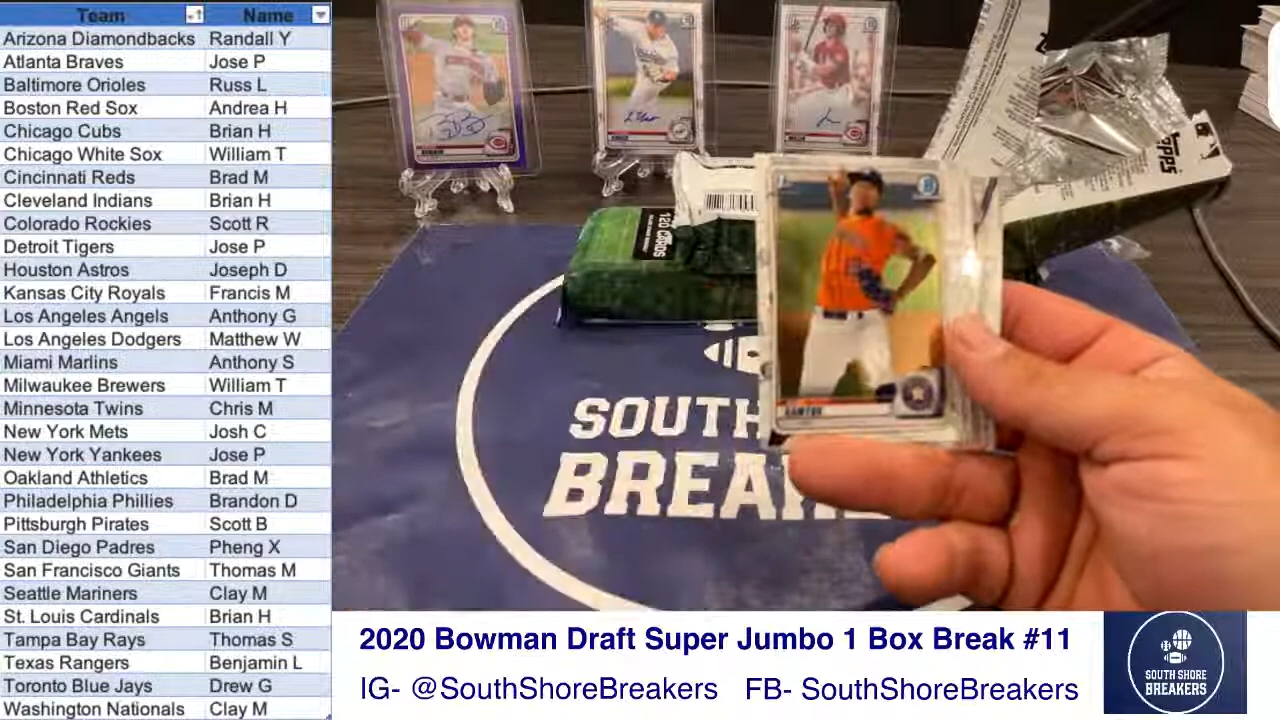 Team Name
Arizona Diamondbacks Randall Y
Atlanta Braves Jose P
Baltimore Orioles Russ L
Boston Red Sox Andrea H
Chicago Cubs Brian H
Chicago White Sox William T
Cincinnati Reds Brad M
Cleveland Indians Brian H
Colorado Rockies Scott R
Detroit Tigers Jose P
Houston Astros Joseph D
Kansas City Royals Francis M
Los Angeles Angels Anthony G
Los Angeles Dodgers Matthew W
Miami Marlins Anthony S
Milwaukee Brewers William T
Minnesota Twins Chris M
New York Mets Josh C
New York Yankees Jose P
Oakland Athletics Brad M
Philadelphia Phillies Brandon D
Pittsburgh Pirates Scott B
San Diego Padres Pheng X
San Francisco Giants Thomas M
Seattle Mariners Clay M
St. Louis Cardinals Brian H
Tampa Bay Rays Thomas S
Texas Rangers Benjamin L
Toronto Blue Jays Drew G
Washington Nationals Clay M
120 CARDS
Topps
SOUTH
BREA
2020 Bowman Draft Super Jumbo 1 Box Break #11
IG- @SouthShoreBreakers FB- SouthShoreBreakers
SOUTH SHORE
BREAKERS